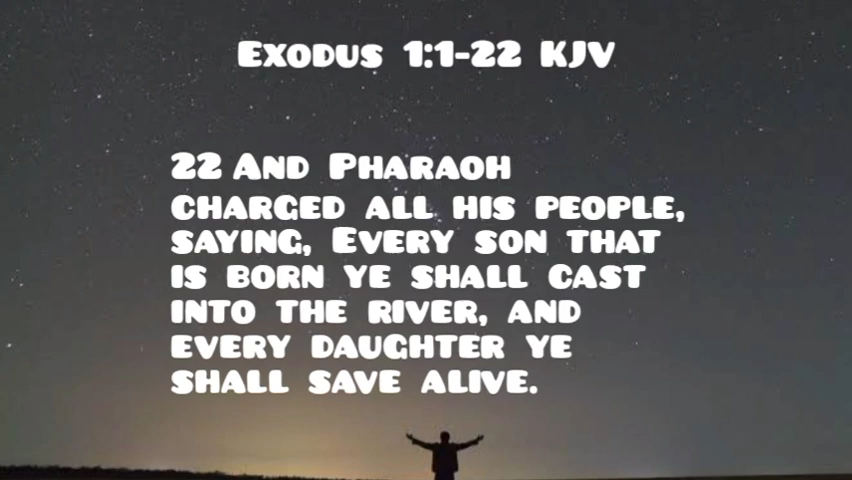 Exodus 1:1-22 KJV
22 And Pharaoh
charged all his people,
saying, Every son that
is born ye shall cast
into the river, and
every daughter ye
shall save alive.